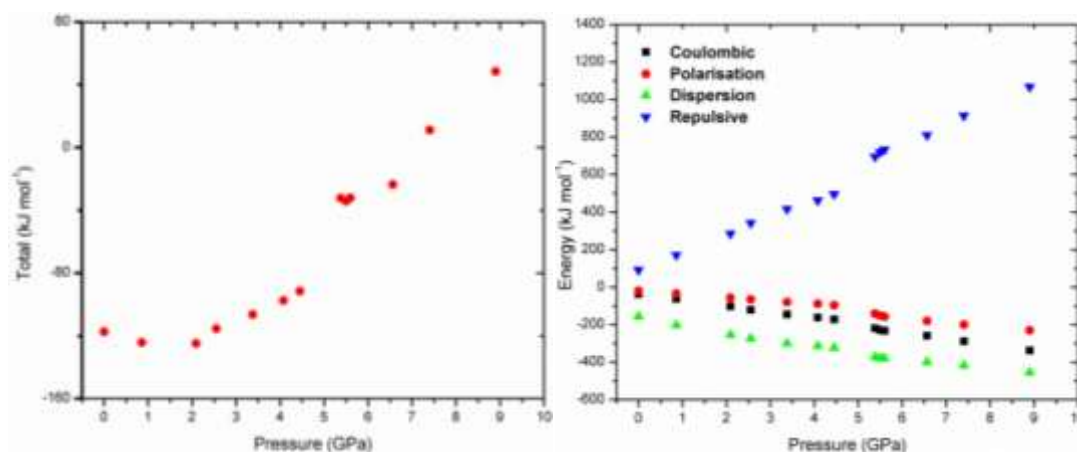 80
0
-80
-160
Total (kJ mol⁻¹)
0 1 2 3 4 5 6 7 8 9 10
Pressure (GPa)
1400
1200
1000
800
600
400
200
0
-200
-400
-600
Energy (kJ mol⁻¹)
Coulombic
Polarisation
Dispersion
Repulsive
0 1 2 3 4 5 6 7 8 9 1
Pressure (GPa)